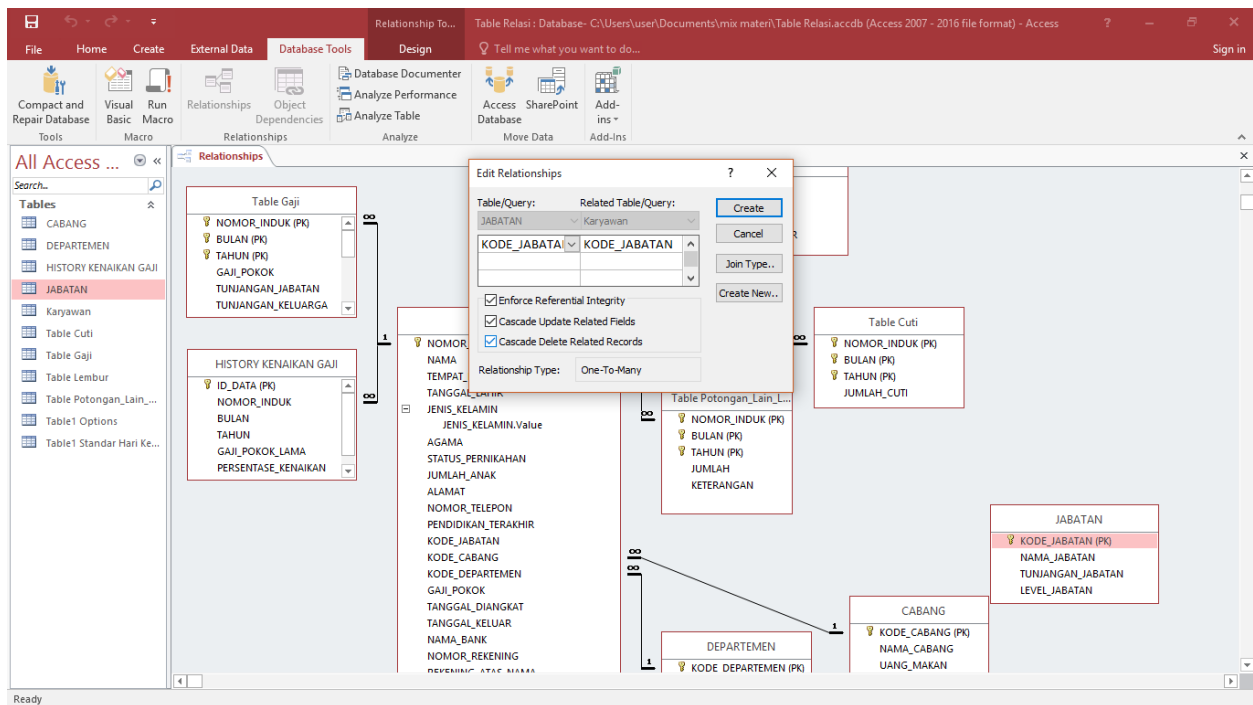 Relationship To...
Table Relasi : Database- C:\Users\user\Documents\mix materi\Table Relasi.accdb (Access 2007 - 2016 file format) - Access
File
Home
Create
External Data
Database Tools
Design
Tell me what you want to do...
Sign in
Compact and
Repair Database
Visual
Basic
Run
Macro
Relationships
Object
Dependencies
Database Documenter
Analyze Performance
Analyze Table
Access
Database
SharePoint
Add-
ins
Tools
Macro
Relationships
Analyze
Move Data
Add-Ins
All Access ...
Search...
Tables
CABANG
DEPARTEMEN
HISTORY KENAIKAN GAJI
JABATAN
Karyawan
Table Cuti
Table Gaji
Table Lembur
Table Potongan_Lain_...
Table1 Options
Table1 Standar Hari Ke...
Relationships
Table Gaji
NOMOR_INDUK (PK)
BULAN (PK)
TAHUN (PK)
GAJI_POKOK
TUNJANGAN_JABATAN
TUNJANGAN_KELUARGA
∞
1
HISTORY KENAIKAN GAJI
ID_DATA (PK)
NOMOR_INDUK
BULAN
TAHUN
GAJI_POKOK_LAMA
PERSENTASE_KENAIKAN
∞
NOMOR_
NAMA
TEMPAT_
TANGGAL_LAHIR
JENIS_KELAMIN
JENIS_KELAMIN.Value
AGAMA
STATUS_PERNIKAHAN
JUMLAH_ANAK
ALAMAT
NOMOR_TELEPON
PENDIDIKAN_TERAKHIR
KODE_JABATAN
KODE_CABANG
KODE_DEPARTEMEN
GAJI_POKOK
TANGGAL_DIANGKAT
TANGGAL_KELUAR
NAMA_BANK
NOMOR_REKENING
REKENING_ATAS_NAMA
Edit Relationships
?
Table/Query:
Related Table/Query:
JABATAN
Karyawan
KODE_JABATA
KODE_JABATAN
Create
Cancel
Join Type..
Create New..
Enforce Referential Integrity
Cascade Update Related Fields
Cascade Delete Related Records
Relationship Type:
One-To-Many
R
∞
Table Cuti
NOMOR_INDUK (PK)
BULAN (PK)
TAHUN (PK)
JUMLAH_CUTI
∞
Table Potongan_Lain_L...
NOMOR_INDUK (PK)
BULAN (PK)
TAHUN (PK)
JUMLAH
KETERANGAN
JABATAN
KODE_JABATAN (PK)
NAMA_JABATAN
TUNJANGAN_JABATAN
LEVEL_JABATAN
∞
∞
1
CABANG
KODE_CABANG (PK)
NAMA_CABANG
UANG_MAKAN
1
DEPARTEMEN
KODE_DEPARTEMEN (PK)
Ready